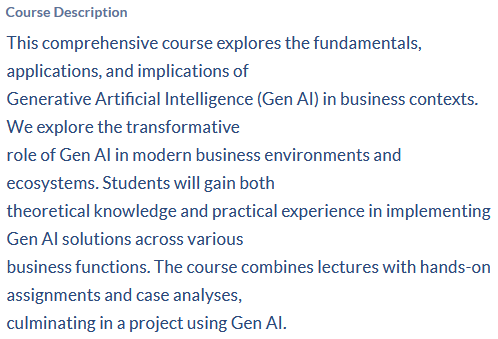 Course Description
This comprehensive course explores the fundamentals,
applications, and implications of
Generative Artificial Intelligence (Gen AI) in business contexts.
We explore the transformative
role of Gen AI in modern business environments and
ecosystems. Students will gain both
theoretical knowledge and practical experience in implementing
Gen AI solutions across various
business functions. The course combines lectures with hands-on
assignments and case analyses,
culminating in a project using Gen AI.